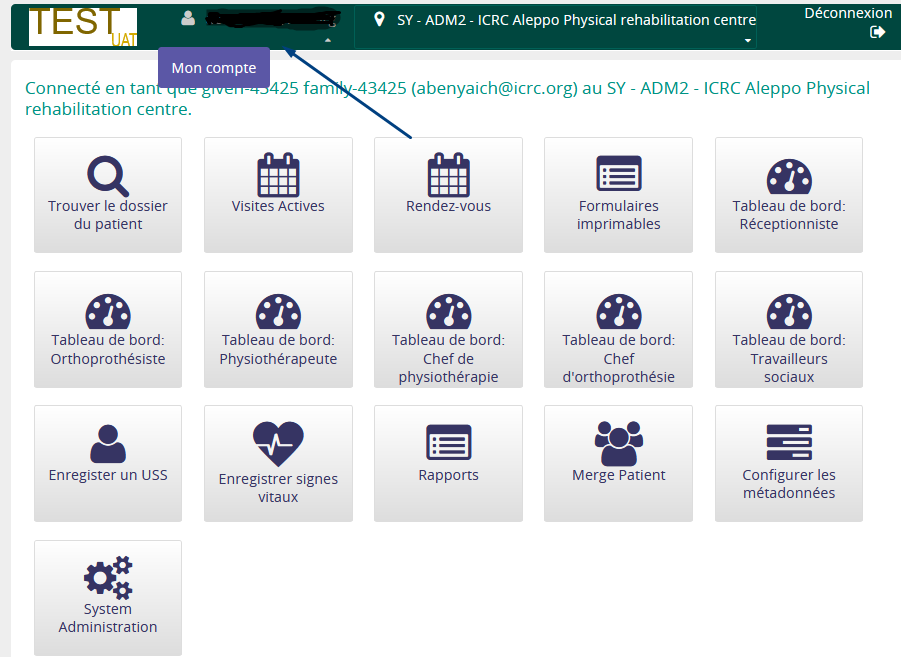 TEST
UAT
SY - ADM2 - ICRC Aleppo Physical rehabilitation centre
Déconnexion
Mon compte
Connecté en tant que given-43425 family-43425 (abenyaich@icrc.org) au SY - ADM2 - ICRC Aleppo Physical
rehabilitation centre.
Trouver le dossier
du patient
Visites Actives
Rendez-vous
Formulaires
imprimables
Tableau de bord:
Réceptionniste
Tableau de bord:
Orthoprothésiste
Tableau de bord:
Physiothérapeute
Tableau de bord:
Chef de
physiothérapie
Tableau de bord:
Chef
d'orthoprothésie
Tableau de bord:
Travailleurs
sociaux
Enregister un USS
Enregistrer signes
vitaux
Rapports
Merge Patient
Configurer les
métadonnées
System
Administration